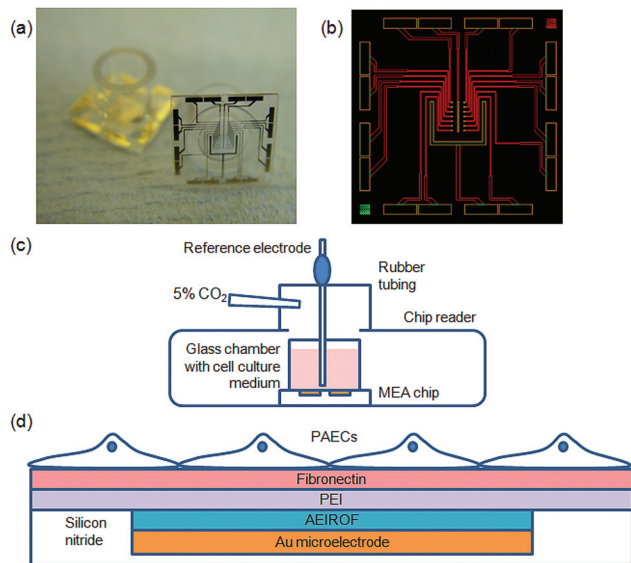 (a)
(b)
(c)
Reference electrode
Rubber
tubing
5% CO2
Chip reader
Glass chamber
with cell culture
medium
MEA chip
(d)
PAECs
Fibronectin
PEI
Silicon
nitride
AEIROF
Au microelectrode